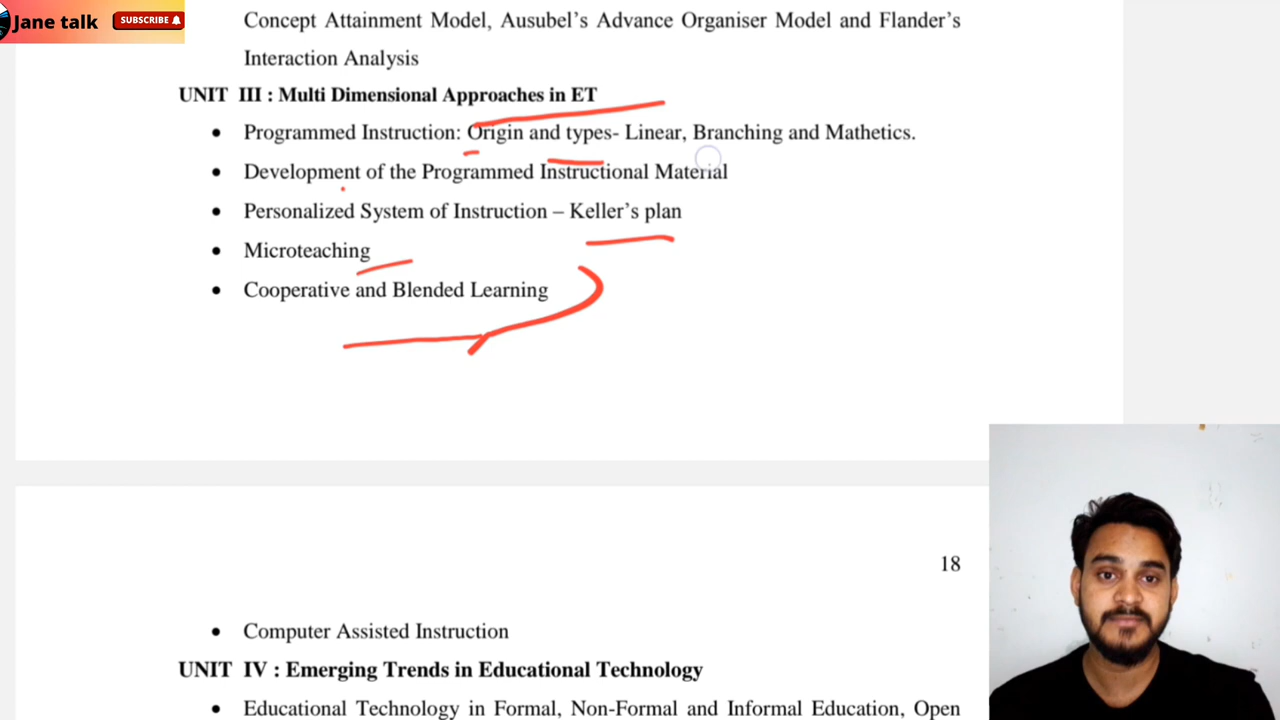 Jane talk
SUBSCRIBE
Concept Attainment Model, Ausubel's Advance Organiser Model and Flander's
Interaction Analysis
UNIT III : Multi Dimensional Approaches in ET
• Programmed Instruction: Origin and types- Linear, Branching and Mathetics.
• Development of the Programmed Instructional Material
• Personalized System of Instruction – Keller's plan
• Microteaching
• Cooperative and Blended Learning
18
• Computer Assisted Instruction
UNIT IV : Emerging Trends in Educational Technology
• Educational Technology in Formal, Non-Formal and Informal Education, Open